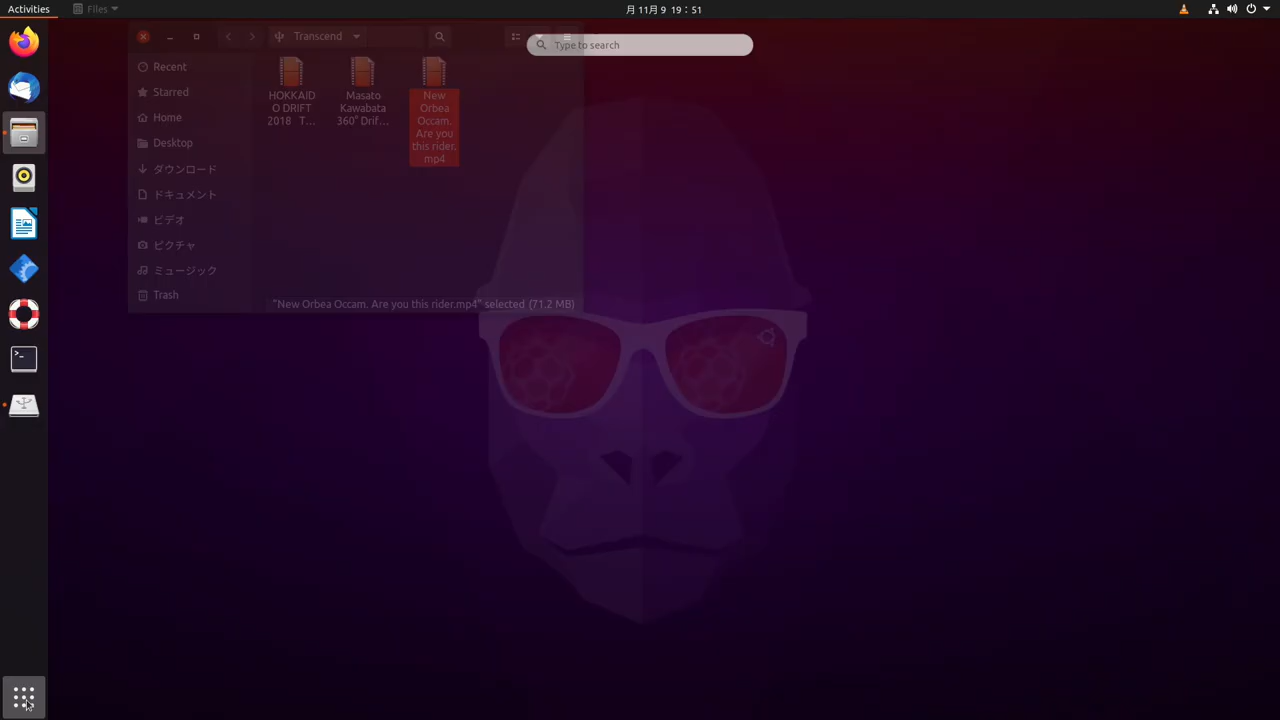 Activities
Files
月 11月 9 19：51
Transcend
Type to search
Recent
Starred
Home
Desktop
ダウンロード
ドキュメント
ビデオ
ピクチャ
ミュージック
Trash
HOKKAID
O DRIFT
2018 T...
Masato
Kawabata
360° Drif...
New
Orbea
Occam.
Are you
this rider.
mp4
"New Orbea Occam. Are you this rider.mp4" selected (71.2 MB)